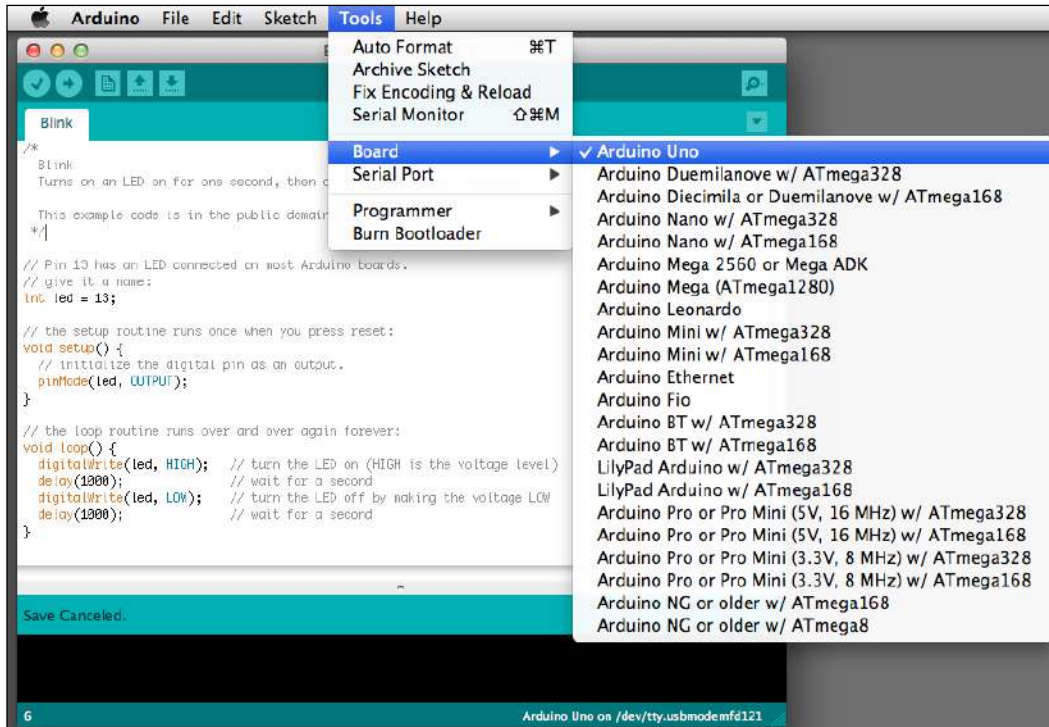 Arduino File Edit Sketch Tools Help
Auto Format ⌘T
Archive Sketch
Fix Encoding & Reload
Serial Monitor ⇧⌘M
Board
Serial Port
Programmer
Burn Bootloader
✓ Arduino Uno
Arduino Duemilanove w/ ATmega328
Arduino Diecimila or Duemilanove w/ ATmega168
Arduino Nano w/ ATmega328
Arduino Nano w/ ATmega168
Arduino Mega 2560 or Mega ADK
Arduino Mega (ATmega1280)
Arduino Leonardo
Arduino Mini w/ ATmega328
Arduino Mini w/ ATmega168
Arduino Ethernet
Arduino Fio
Arduino BT w/ ATmega328
Arduino BT w/ ATmega168
LilyPad Arduino w/ ATmega328
LilyPad Arduino w/ ATmega168
Arduino Pro or Pro Mini (5V, 16 MHz) w/ ATmega328
Arduino Pro or Pro Mini (5V, 16 MHz) w/ ATmega168
Arduino Pro or Pro Mini (3.3V, 8 MHz) w/ ATmega328
Arduino Pro or Pro Mini (3.3V, 8 MHz) w/ ATmega168
Arduino NG or older w/ ATmega168
Arduino NG or older w/ ATmega8
Blink
/*
Blink
Turns on an LED on for one second, then
This example code is in the public domain
*/
// Pin 13 has an LED connected on most Arduino boards.
// give it a name:
int led = 13;
// the setup routine runs once when you press reset:
void setup() {
// initialize the digital pin as an output.
pinMode(led, OUTPUT);
}
// the loop routine runs over and over again forever:
void loop() {
digitalWrite(led, HIGH); // turn the LED on (HIGH is the voltage level)
delay(1000); // wait for a second
digitalWrite(led, LOW); // turn the LED off by making the voltage LOW
delay(1000); // wait for a second
}
Save Canceled.
6 Arduino Uno on /dev/tty.usbmodemfd121